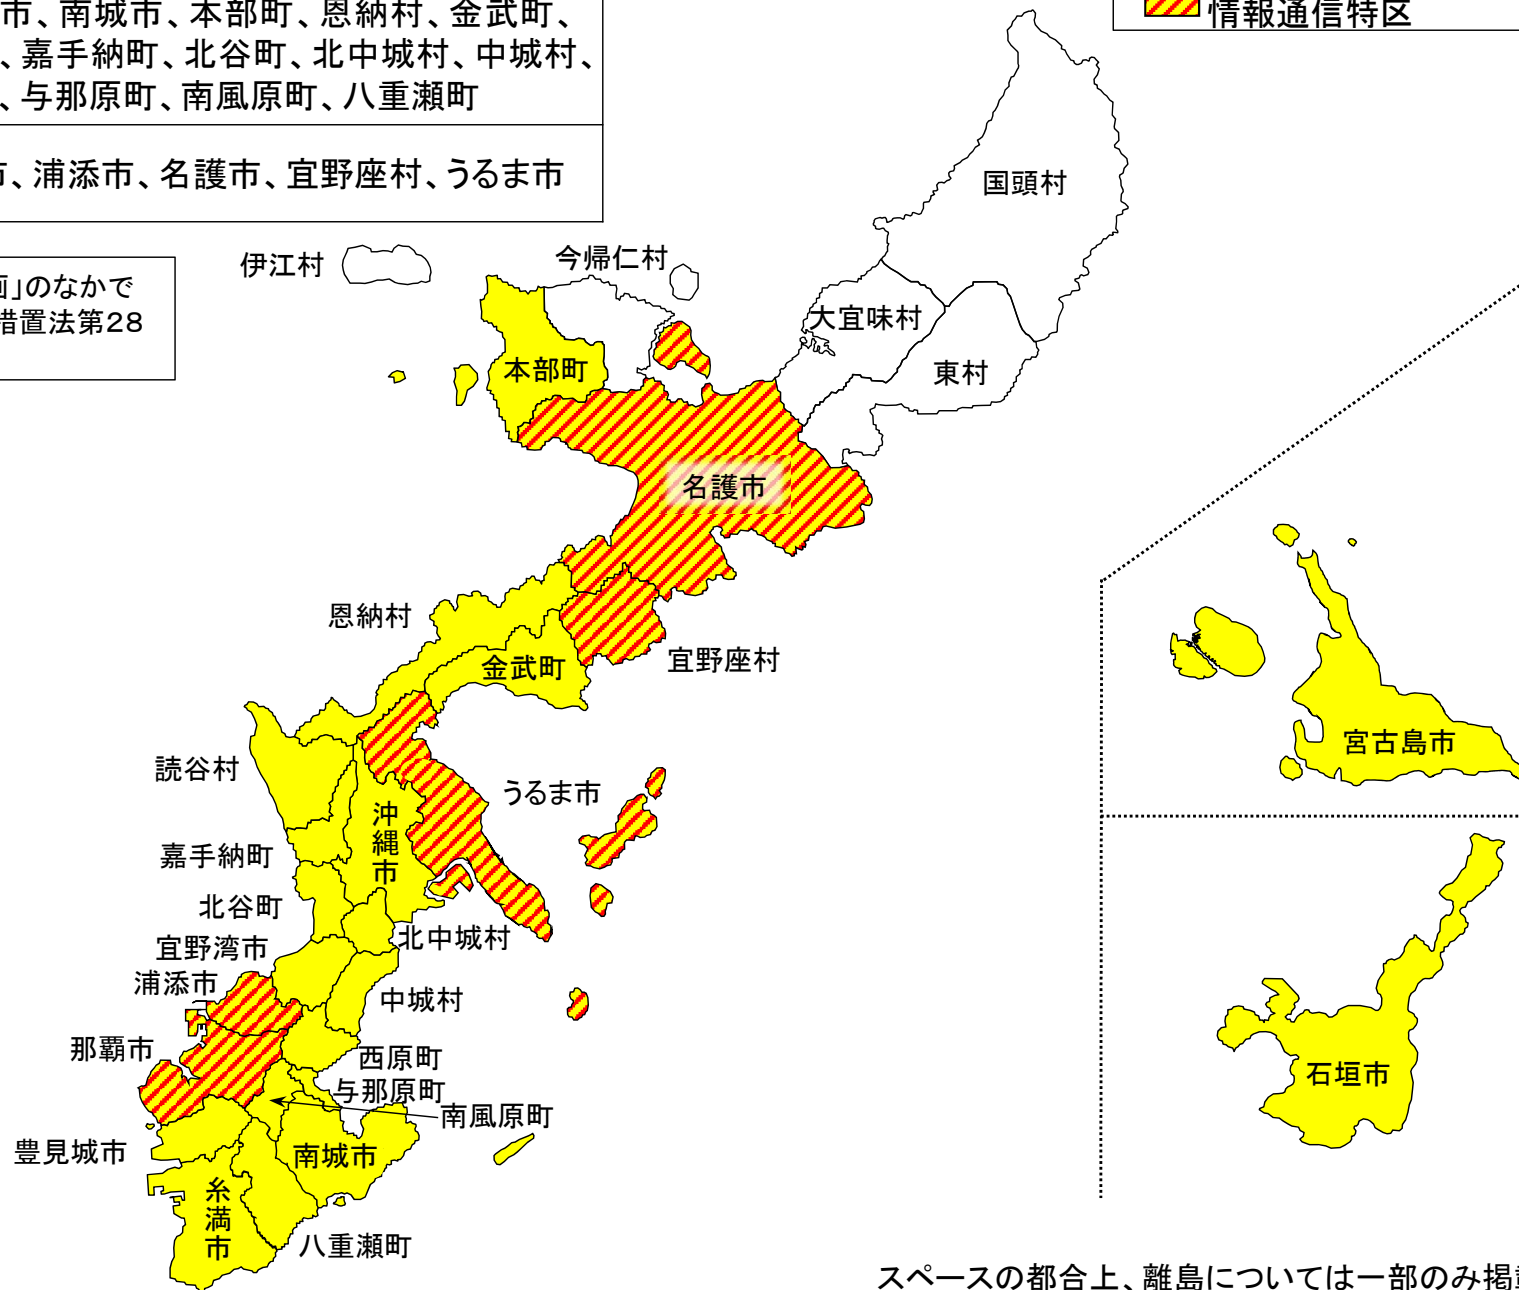 市、南城市、本部町、恩納村、金武町、
、嘉手納町、北谷町、北中城村、中城村、
、与那原町、南風原町、八重瀬町
市、浦添市、名護市、宜野座村、うるま市
情報通信特区
」のなかで
措置法第28
国頭村
伊江村
今帰仁村
大宜味村
東村
本部町
名護市
恩納村
金武町
宜野座村
読谷村
うるま市
沖縄市
嘉手納町
北谷町
北中城村
宜野湾市
浦添市
中城村
那覇市
西原町
与那原町
南風原町
豊見城市
南城市
糸満市
八重瀬町
宮古島市
石垣市
スペースの都合上、離島については一部のみ掲